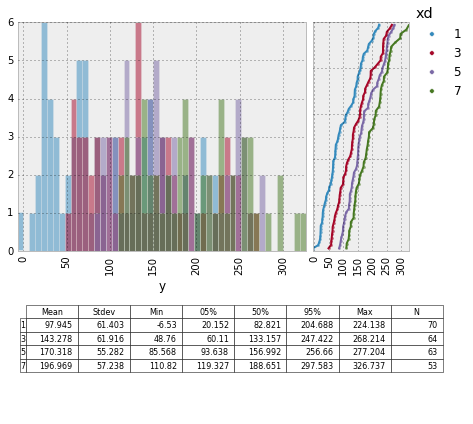 xd
1
3
5
7
6
5
4
3
2
1
0
0 50 100 150 200 250 300
0 50 100 150 200 250 300
y
Mean Stdev Min 05% 50% 95% Max N
1 97.945 61.403 -6.53 20.152 82.821 204.688 224.138 70
3 143.278 61.916 48.76 60.11 133.157 247.422 268.214 64
5 170.318 55.282 85.568 93.638 156.992 256.66 277.204 63
7 196.969 57.238 110.82 119.327 188.651 297.583 326.737 63